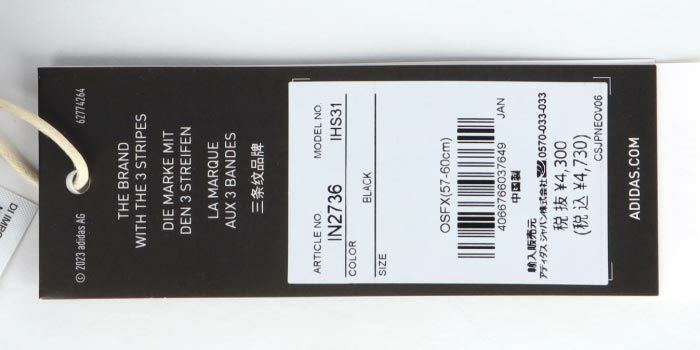 62774264
THE BRAND
WITH THE 3 STRIPES
DIE MARKE MIT
DEN 3 STREIFEN
LA MARQUE
AUX 3 BANDES
三条纹品牌
© 2023 adidas AG
ARTICLE NO.
MODEL NO.
IN2736
IHS31
COLOR
BLACK
SIZE
OSFX(57-60cm)
JAN
4066766037649
中国製
輸入販売元
アディダス ジャパン株式会社 0570-033-033
税 抜 ¥4,300
(税 込 ¥4,730)
CSJPNEOV06
ADIDAS.COM